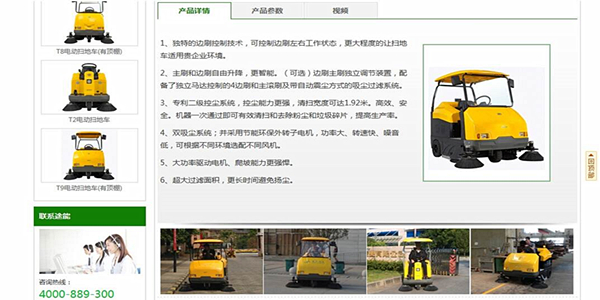 产品详情
产品参数
视频
T8电动扫地车(有顶棚)
T2电动扫地车
T9电动扫地车(有顶棚)
联系途能
咨询热线：
4000-889-300
1、独特的边刷控制技术，可控制边刷左右工作状态，更大程度的让扫地
车适用贵企业环境。
2、主刷和边刷自由升降，更智能。（可选）边刷主刷独立调节装置，配
备了独立马达控制的4边刷和主滚刷及带自动震尘方式的吸尘过滤系统。
3、专利二级控尘系统，控尘能力更强，清扫宽度可达1.92米。高效、安
全。机器一次通过即可有效清扫和去除粉尘和垃圾碎片，提高生产率。
4、双吸尘系统；并采用节能环保外转子电机，功率大、转速快、噪音
低，可根据不同环境选配不同风机。
5、大功率驱动电机、爬坡能力更强悍。
6、超大过滤面积，更长时间避免扬尘。